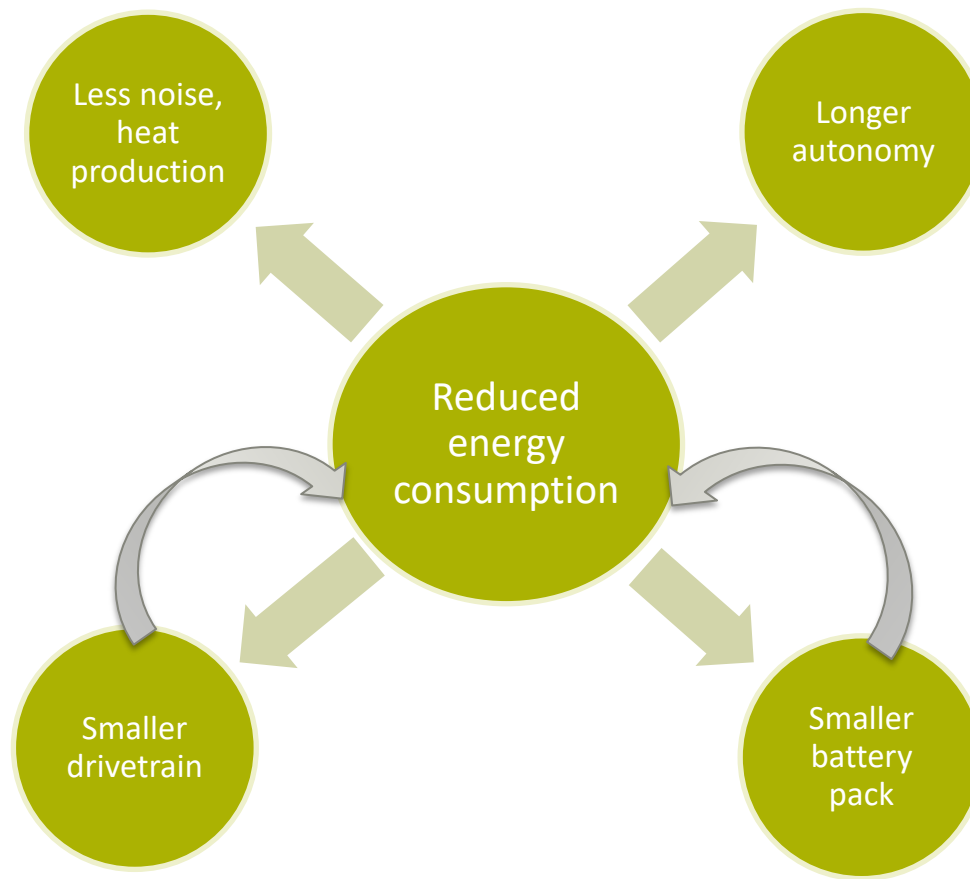 Less noise,
heat
production
Longer
autonomy
Reduced
energy
consumption
Smaller
drivetrain
Smaller
battery
pack